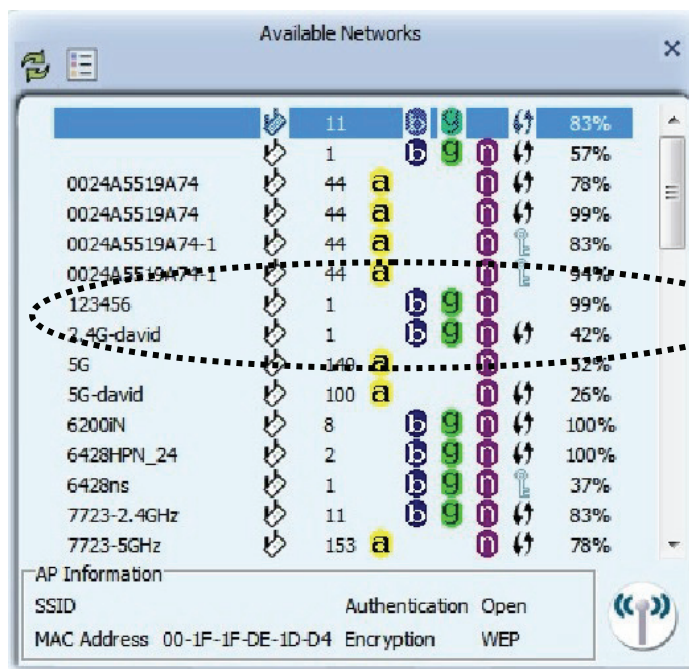 Available Networks
11 b g 83%
1 b g n 57%
0024A5519A74 44 a n 78%
0024A5519A74 44 a n 99%
0024A5519A74-1 44 a n 83%
0024A5519A74-1 44 a n 94%
123456 1 b g n 99%
2.4G-david 1 b g n 42%
5G 149 a n 52%
5G-david 100 a n 26%
6200iN 8 b g n 100%
6428HPN_24 2 b g n 100%
6428ns 1 b g n 37%
7723-2.4GHz 11 b g n 83%
7723-5GHz 153 a n 78%
AP Information
SSID Authentication Open
MAC Address 00-1F-1F-DE-1D-D4 Encryption WEP